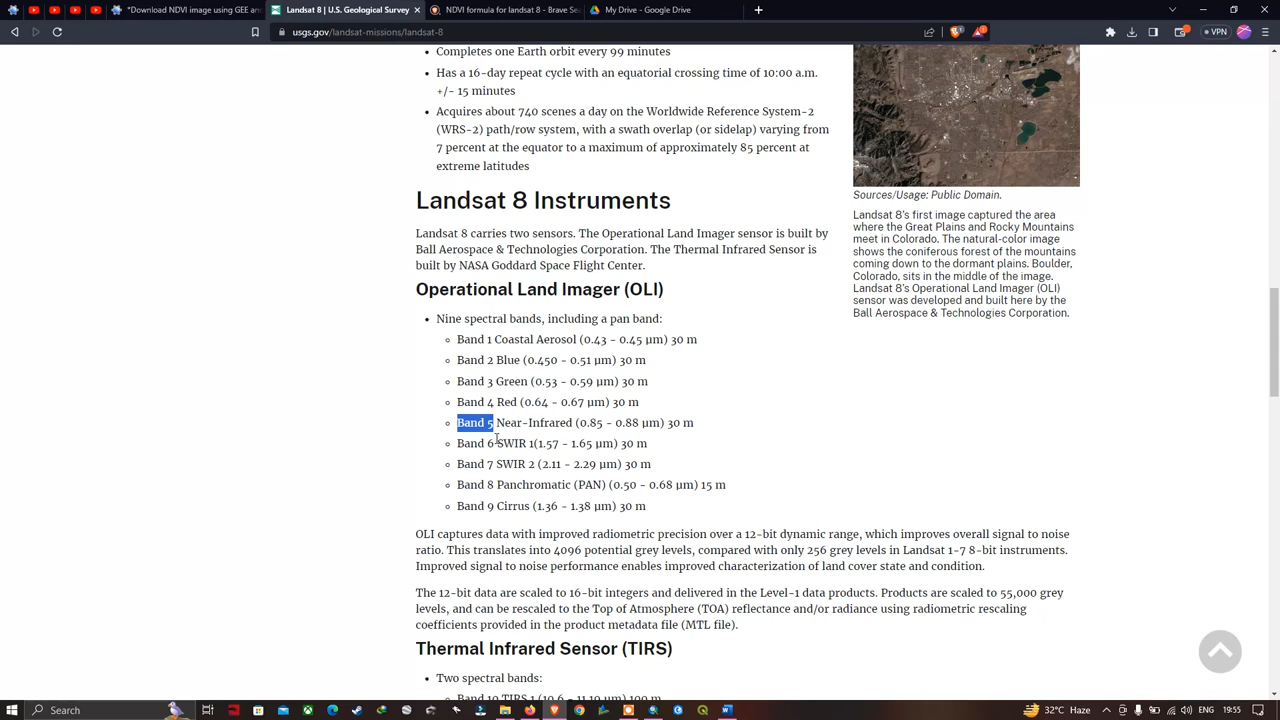 "Download NDVI image using GEE an
Landsat 8 | U.S. Geological Survey
NDVI formula for landsat 8 - Brave Sea
My Drive - Google Drive
usgs.gov/landsat-missions/landsat-8
VPN
Completes one Earth orbit every 99 minutes
Has a 16-day repeat cycle with an equatorial crossing time of 10:00 a.m.
+/- 15 minutes
Acquires about 740 scenes a day on the Worldwide Reference System-2
(WRS-2) path/row system, with a swath overlap (or sidelap) varying from
7 percent at the equator to a maximum of approximately 85 percent at
extreme latitudes
Landsat 8 Instruments
Landsat 8 carries two sensors. The Operational Land Imager sensor is built by
Ball Aerospace & Technologies Corporation. The Thermal Infrared Sensor is
built by NASA Goddard Space Flight Center.
Operational Land Imager (OLI)
Nine spectral bands, including a pan band:
Band 1 Coastal Aerosol (0.43 - 0.45 µm) 30 m
Band 2 Blue (0.450 - 0.51 µm) 30 m
Band 3 Green (0.53 - 0.59 µm) 30 m
Band 4 Red (0.64 - 0.67 µm) 30 m
Band 5 Near-Infrared (0.85 - 0.88 µm) 30 m
Band 6 SWIR 1(1.57 - 1.65 µm) 30 m
Band 7 SWIR 2 (2.11 - 2.29 µm) 30 m
Band 8 Panchromatic (PAN) (0.50 - 0.68 µm) 15 m
Band 9 Cirrus (1.36 - 1.38 µm) 30 m
OLI captures data with improved radiometric precision over a 12-bit dynamic range, which improves overall signal to noise
ratio. This translates into 4096 potential grey levels, compared with only 256 grey levels in Landsat 1-7 8-bit instruments.
Improved signal to noise performance enables improved characterization of land cover state and condition.
The 12-bit data are scaled to 16-bit integers and delivered in the Level-1 data products. Products are scaled to 55,000 grey
levels, and can be rescaled to the Top of Atmosphere (TOA) reflectance and/or radiance using radiometric rescaling
coefficients provided in the product metadata file (MTL file).
Thermal Infrared Sensor (TIRS)
Two spectral bands:
Band 10 TIRS 1 (10.6 - 11.19 µm) 100 m
Sources/Usage: Public Domain.
Landsat 8's first image captured the area
where the Great Plains and Rocky Mountains
meet in Colorado. The natural-color image
shows the coniferous forest of the mountains
coming down to the dormant plains. Boulder,
Colorado, sits in the middle of the image.
Landsat 8's Operational Land Imager (OLI)
sensor was developed and built here by the
Ball Aerospace & Technologies Corporation.
Search
32°C Haze
ENG
19:55